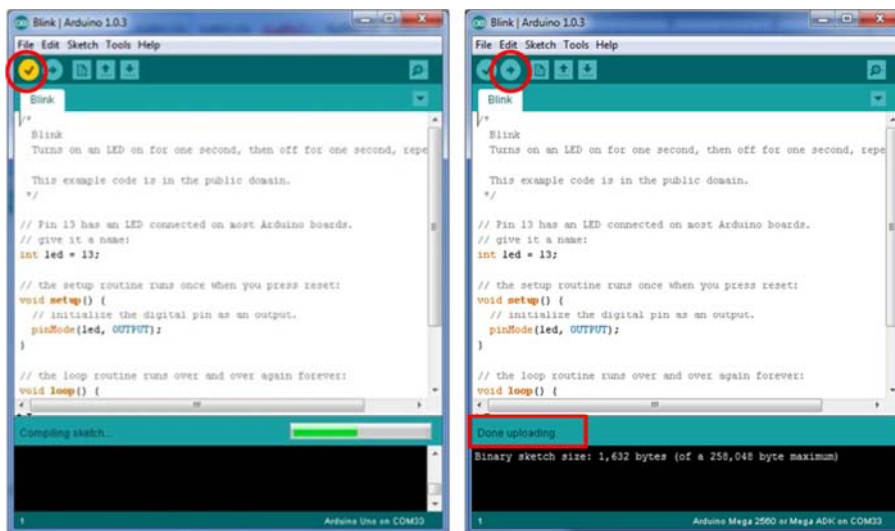 Blink | Arduino 1.0.3
File Edit Sketch Tools Help
Blink
/*
Blink
Turns on an LED on for one second, then off for one second, repe
This example code is in the public domain.
*/
// Pin 13 has an LED connected on most Arduino boards.
// give it a name:
int led = 13;
// the setup routine runs once when you press reset:
void setup() {
// initialize the digital pin as an output.
pinMode(led, OUTPUT);
}
// the loop routine runs over and over again forever:
void loop() {
Compiling sketch...
1
Arduino Uno on COM33
Blink | Arduino 1.0.3
File Edit Sketch Tools Help
Blink
/*
Blink
Turns on an LED on for one second, then off for one second, repe
This example code is in the public domain.
*/
// Pin 13 has an LED connected on most Arduino boards.
// give it a name:
int led = 13;
// the setup routine runs once when you press reset:
void setup() {
// initialize the digital pin as an output.
pinMode(led, OUTPUT);
}
// the loop routine runs over and over again forever:
void loop() {
Done uploading.
Binary sketch size: 1,632 bytes (of a 258,048 byte maximum)
1
Arduino Mega 2560 or Mega ADK on COM33